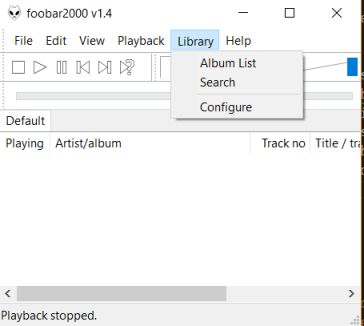 foobar2000 v1.4
File Edit View Playback Library Help
Album List
Search
Configure
Default
Playing Artist/album Track no Title / tra
Playback stopped.